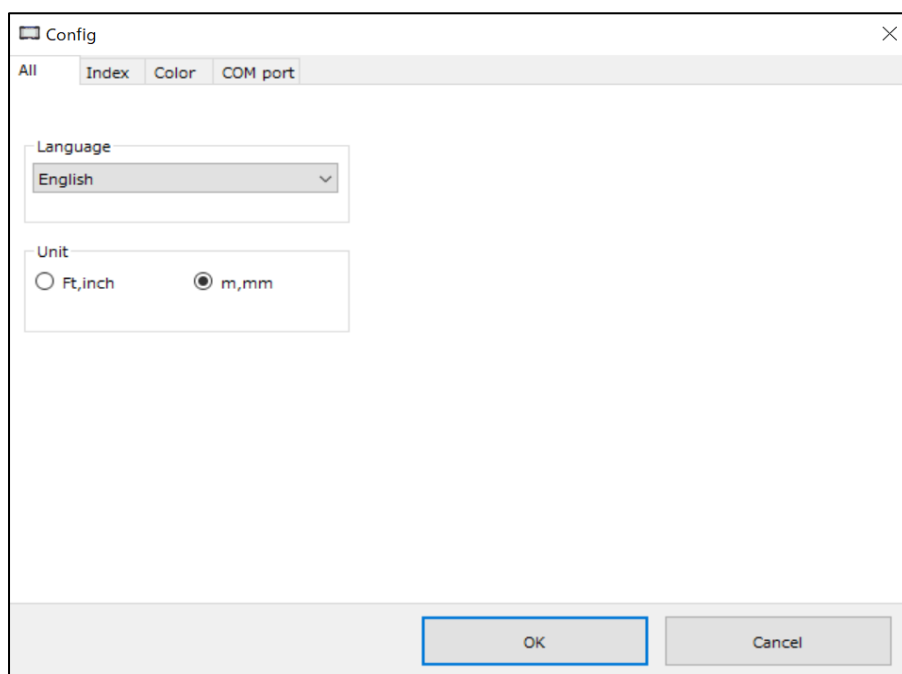 Config
All Index Color COM port
Language
English
Unit
Ft,inch m,mm
OK Cancel